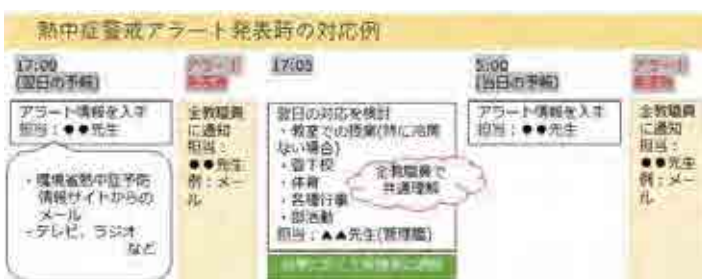 熱中症警戒アラート発表時の対応例
17:00
(翌日の予報)
アラート情報を入手
担当：●●先生
・環境省熱中症予防
情報サイトからの
メール
・テレビ、ラジオ
など
アラート
全教職員
に通知
担当：
●●先生
例：メー
ル
17:05
翌日の対応を検討
・教室での授業(特に冷房
ない場合)
・登下校
・体育
・各種行事
・部活動
担当：▲▲先生(管理職)
全教職員で
共通理解
5:00
(当日の予報)
アラート情報を入手
担当：●●先生
アラート
全教職員
に通知
担当：
●●先生
例：メー
ル